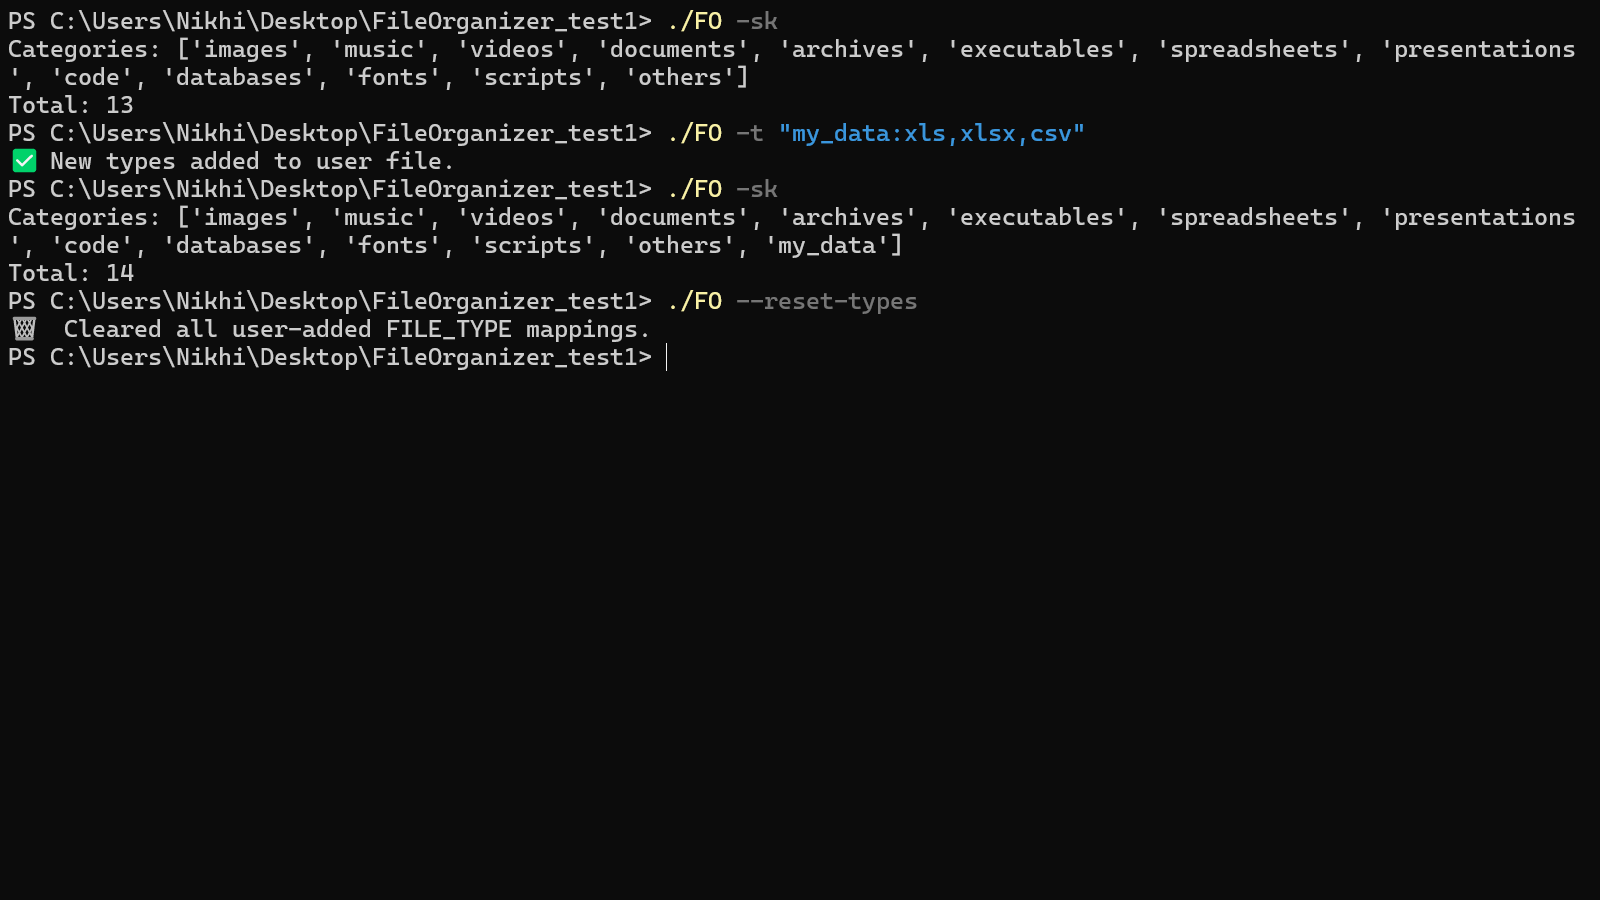 PS C:\Users\Nikhi\Desktop\FileOrganizer_test1> ./FO -sk
Categories: ['images', 'music', 'videos', 'documents', 'archives', 'executables', 'spreadsheets', 'presentations
', 'code', 'databases', 'fonts', 'scripts', 'others']
Total: 13
PS C:\Users\Nikhi\Desktop\FileOrganizer_test1> ./FO -t "my_data:xls,xlsx,csv"
✅ New types added to user file.
PS C:\Users\Nikhi\Desktop\FileOrganizer_test1> ./FO -sk
Categories: ['images', 'music', 'videos', 'documents', 'archives', 'executables', 'spreadsheets', 'presentations
', 'code', 'databases', 'fonts', 'scripts', 'others', 'my_data']
Total: 14
PS C:\Users\Nikhi\Desktop\FileOrganizer_test1> ./FO --reset-types
🗑 Cleared all user-added FILE_TYPE mappings.
PS C:\Users\Nikhi\Desktop\FileOrganizer_test1>